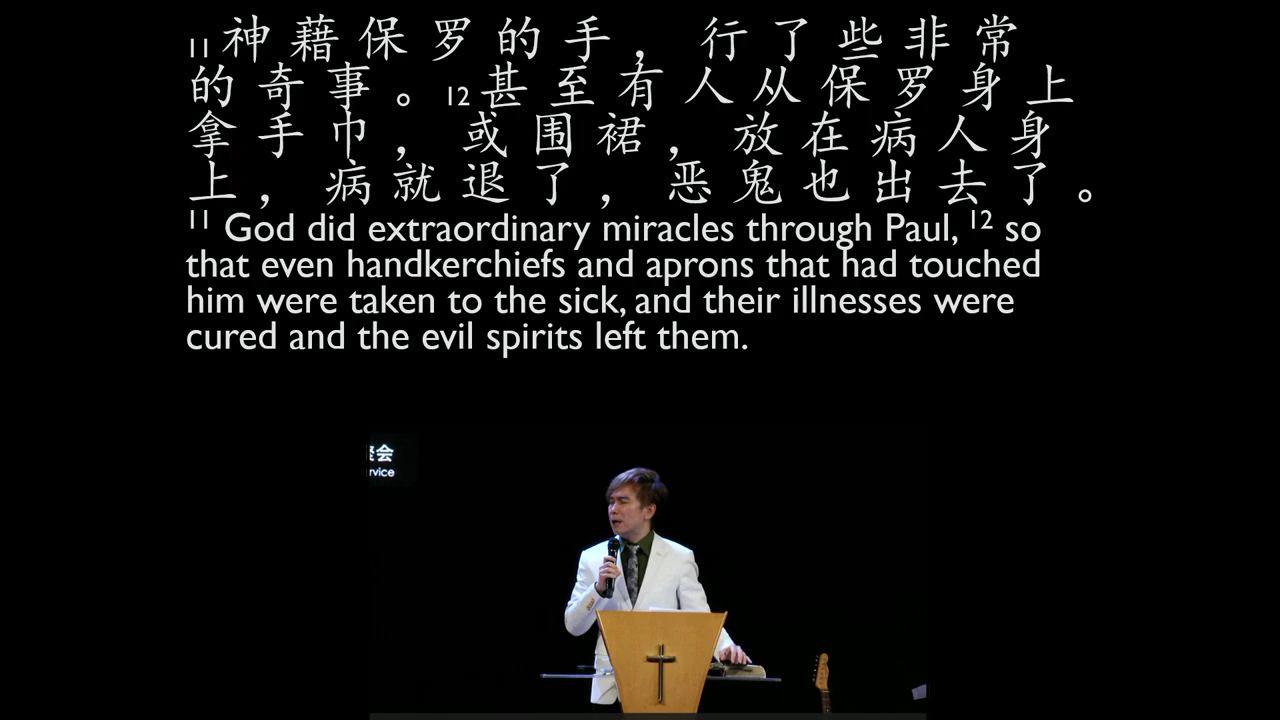 11神藉保罗的手，行了些非常
的奇事。12甚至有人从保罗身上
拿手巾，或围裙，放在病人身
上，病就退了，恶鬼也出去了。
11 God did extraordinary miracles through Paul, 12 so
that even handkerchiefs and aprons that had touched
him were taken to the sick, and their illnesses were
cured and the evil spirits left them.
会
rvice